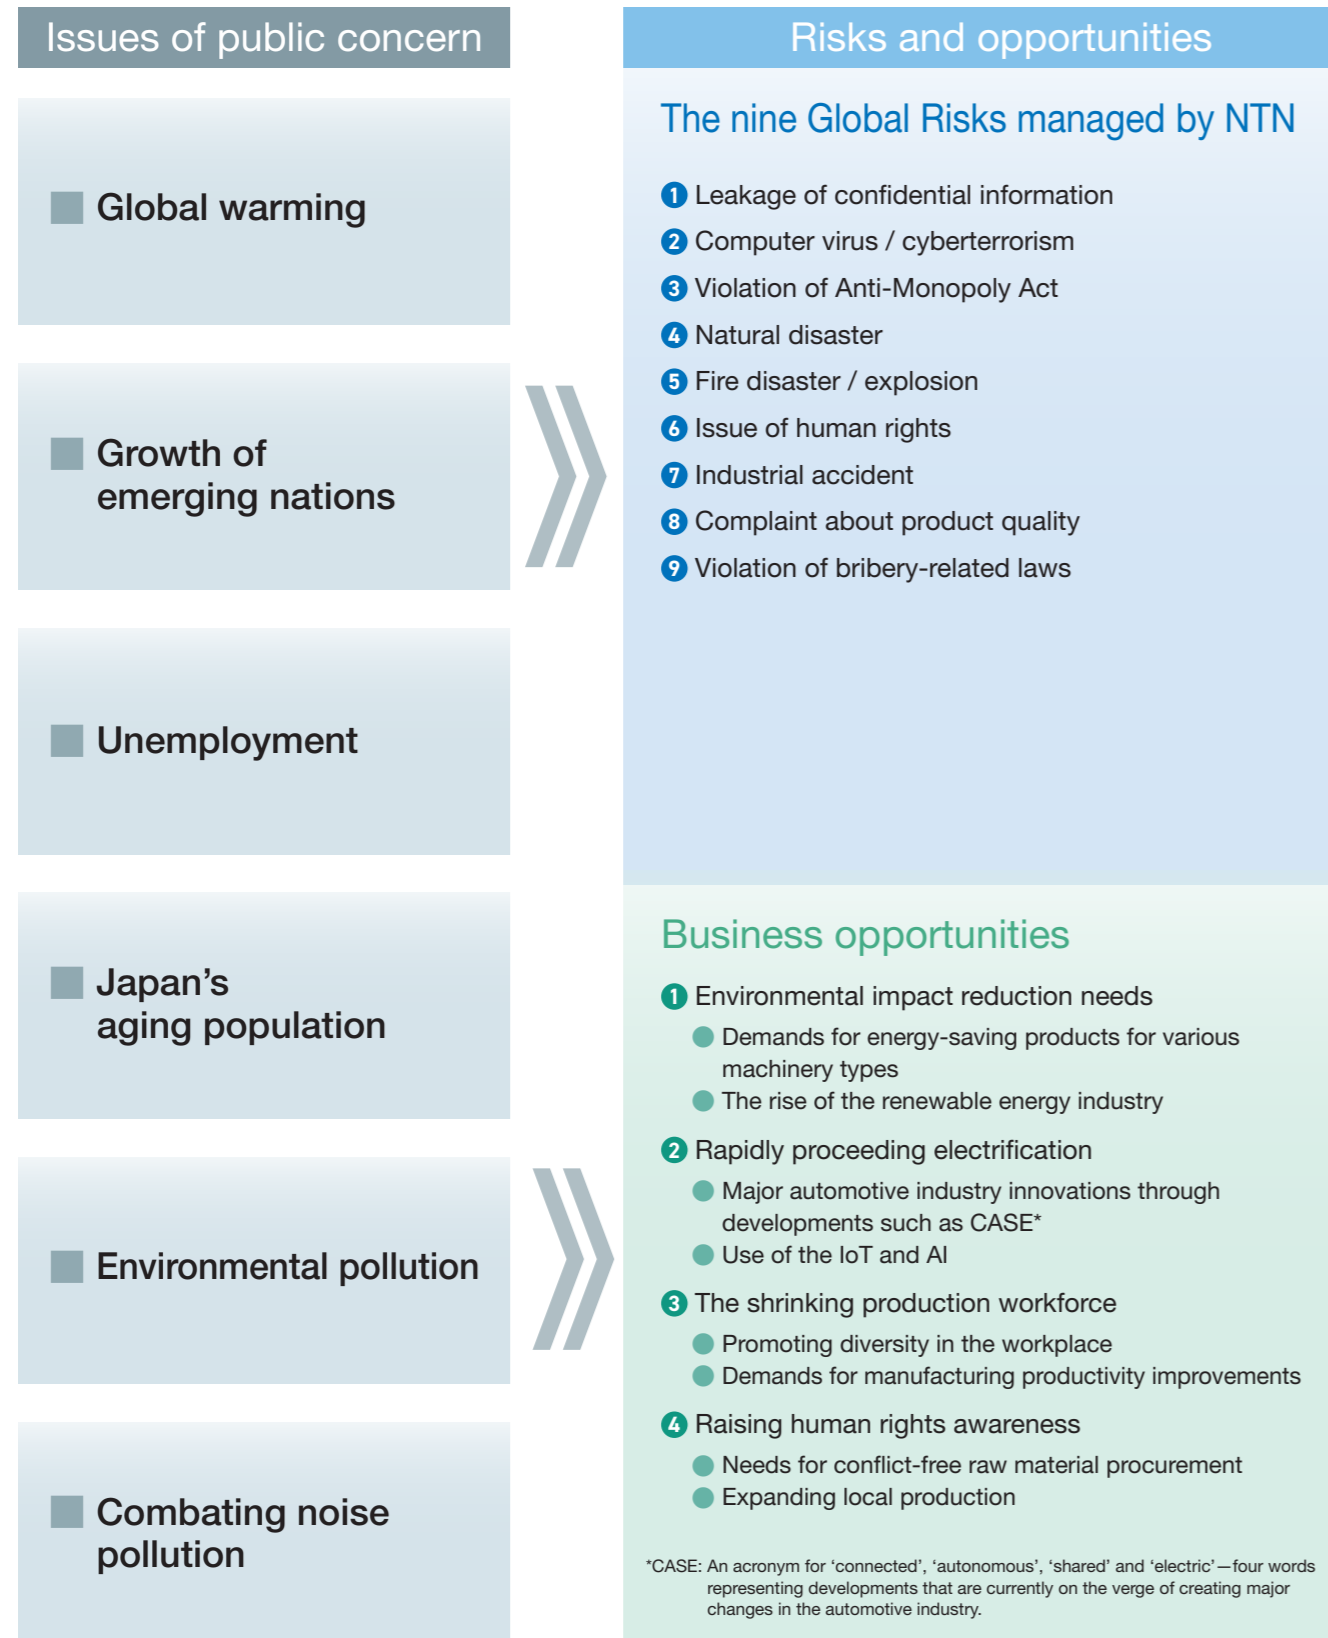 Issues of public concern
Global warming
Growth of
emerging nations
Unemployment
Japan’s
aging population
Environmental pollution
Combating noise
pollution
Risks and opportunities
The nine Global Risks managed by NTN
1 Leakage of confidential information
2 Computer virus / cyberterrorism
3 Violation of Anti-Monopoly Act
4 Natural disaster
5 Fire disaster / explosion
6 Issue of human rights
7 Industrial accident
8 Complaint about product quality
9 Violation of bribery-related laws
Business opportunities
1 Environmental impact reduction needs
Demands for energy-saving products for various
machinery types
The rise of the renewable energy industry
2 Rapidly proceeding electrification
Major automotive industry innovations through
developments such as CASE*
Use of the IoT and AI
3 The shrinking production workforce
Promoting diversity in the workplace
Demands for manufacturing productivity improvements
4 Raising human rights awareness
Needs for conflict-free raw material procurement
Expanding local production
*CASE: An acronym for ‘connected’, ‘autonomous’, ‘shared’ and ‘electric’—four words
representing developments that are currently on the verge of creating major
changes in the automotive industry.